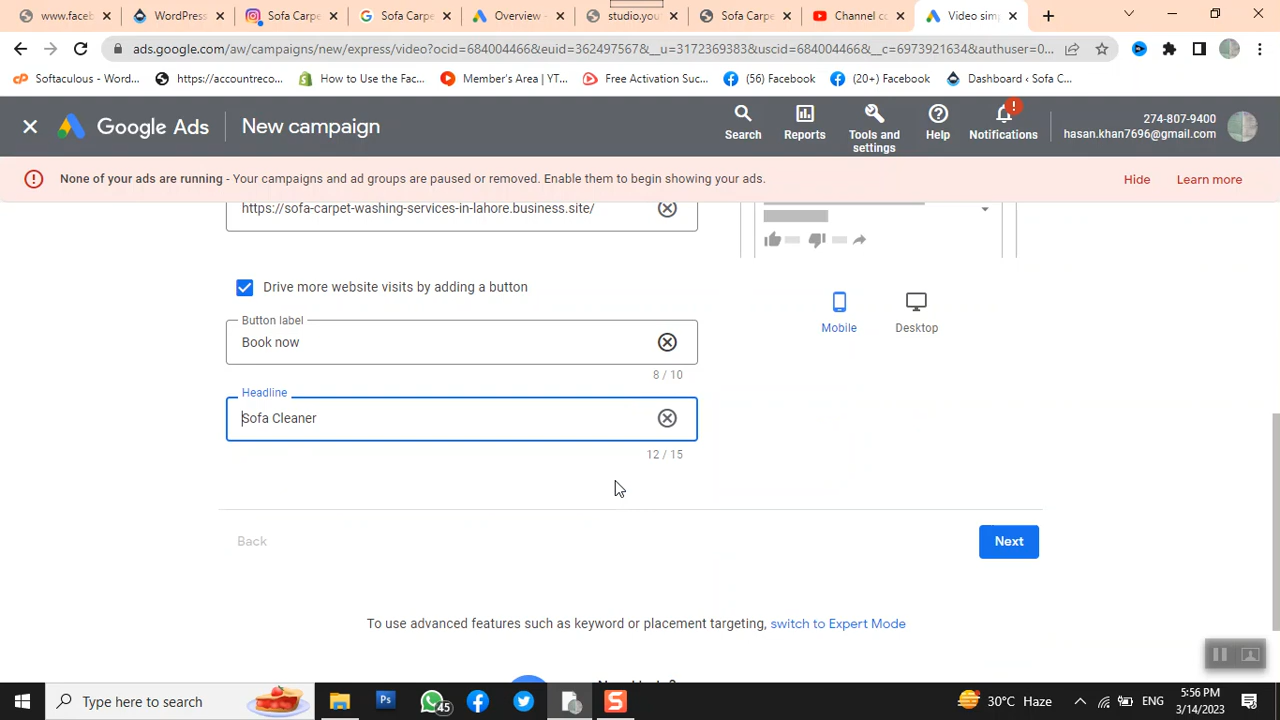 www.faceb
WordPress
Sofa Carpe
Sofa Carpe
Overview -
studio.you
Sofa Carpe
Channel co
Video sim
ads.google.com/aw/campaigns/new/express/video?ocid=684004466&euid=362497567&__u=3172369383&uscid=684004466&__c=6973921634&authuser=0...
Softaculous - Word...
https://accountreco...
How to Use the Fac...
Member's Area | YT...
Free Activation Suc...
(56) Facebook
(20+) Facebook
Dashboard ‹ Sofa C...
Google Ads
New campaign
Search
Reports
Tools and settings
Help
Notifications
274-807-9400
hasan.khan7696@gmail.com
None of your ads are running - Your campaigns and ad groups are paused or removed. Enable them to begin showing your ads.
Hide
Learn more
https://sofa-carpet-washing-services-in-lahore.business.site/
Drive more website visits by adding a button
Button label
Book now
8 / 10
Headline
Sofa Cleaner
12 / 15
Mobile
Desktop
Back
Next
To use advanced features such as keyword or placement targeting, switch to Expert Mode
Type here to search
Ps
45
30°C Haze
ENG
5:56 PM
3/14/2023